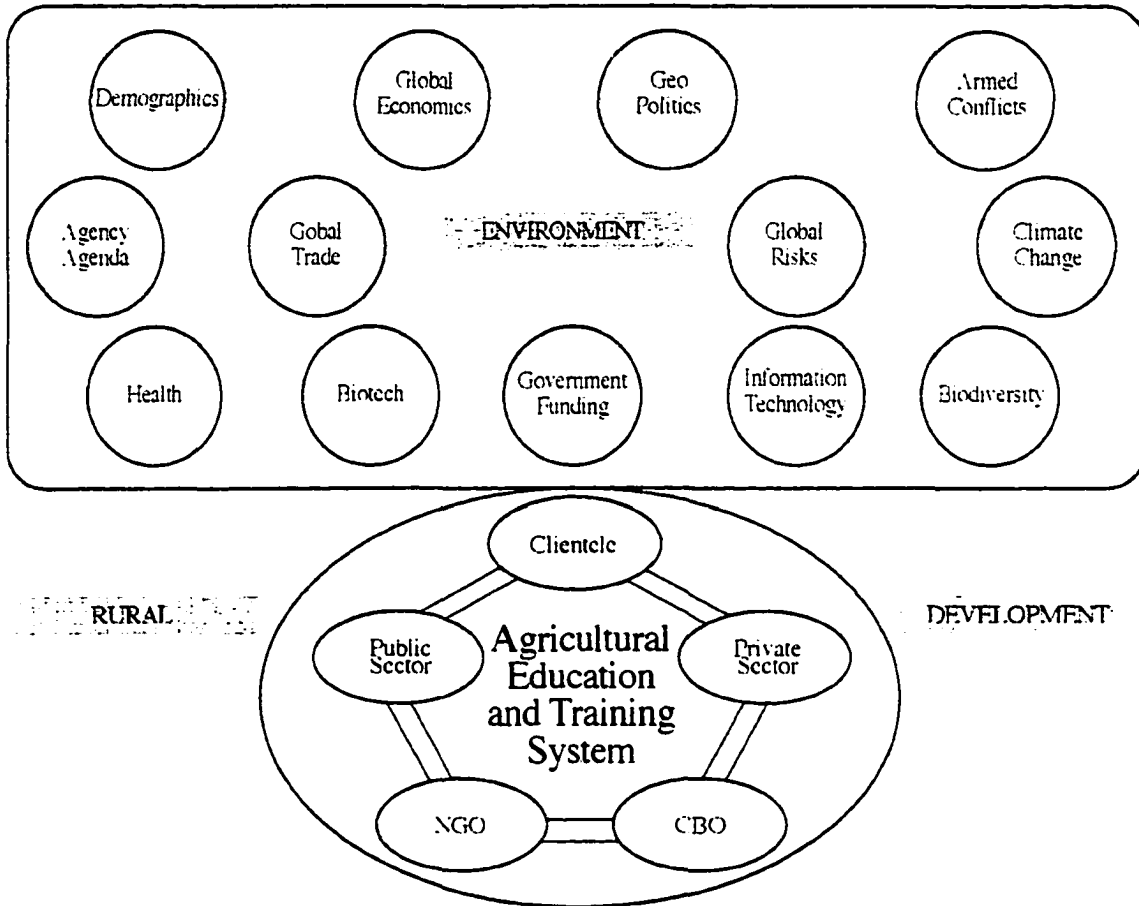 Demographics
Global
Economics
Geo
Politics
Armed
Conflicts
Agency
Agenda
Gobal
Trade
ENVIRONMENT
Global
Risks
Climate
Change
Health
Biotech
Government
Funding
Information
Technology
Biodiversity
Clientele
RURAL
DEVELOPMENT
Public
Sector
Agricultural
Education
and Training
System
Private
Sector
NGO
CBO